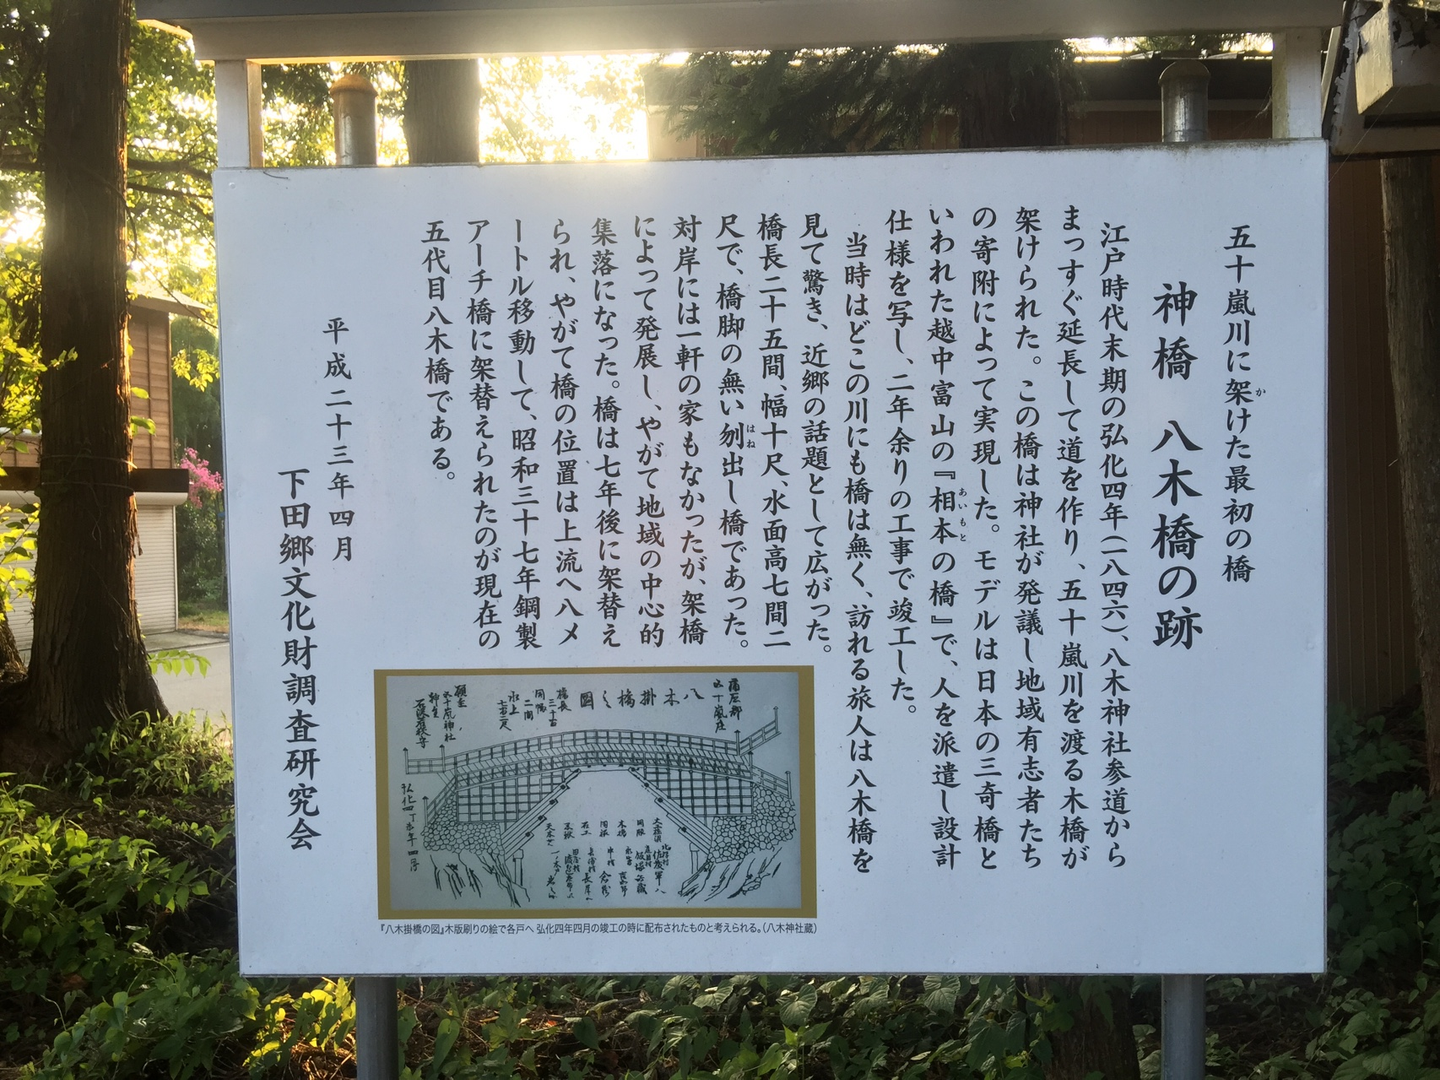 五十嵐川に架けた最初の橋
神橋　八木橋の跡
江戸時代末期の弘化四年(一八四六)、八木神社参道から
まっすぐ延長して道を作り、五十嵐川を渡る木橋が
架けられた。この橋は神社が発議し地域有志者たち
の寄附によって実現した。モデルは日本の三奇橋と
いわれた越中富山の『相本の橋』で、人を派遣し設計
仕様を写し、二年余りの工事で竣工した。
当時はどこの川にも橋は無く、訪れる旅人は八木橋を
見て驚き、近郷の話題として広がった。
橋長二十五間、幅十尺、水面高七間二
尺で、橋脚の無い刎出し橋であった。
対岸には一軒の家もなかったが、架橋
によって発展し、やがて地域の中心的
集落になった。橋は七年後に架替え
られ、やがて橋の位置は上流へ八メ
ートル移動して、昭和三十七年鋼製
アーチ橋に架替えられたのが現在の
五代目八木橋である。
平成二十三年四月
下田郷文化財調査研究会
八木掛橋之図
『八木掛橋の図』木版刷りの絵で各戸へ 弘化四年四月の竣工の時に配布されたものと考えられる。(八木神社蔵)